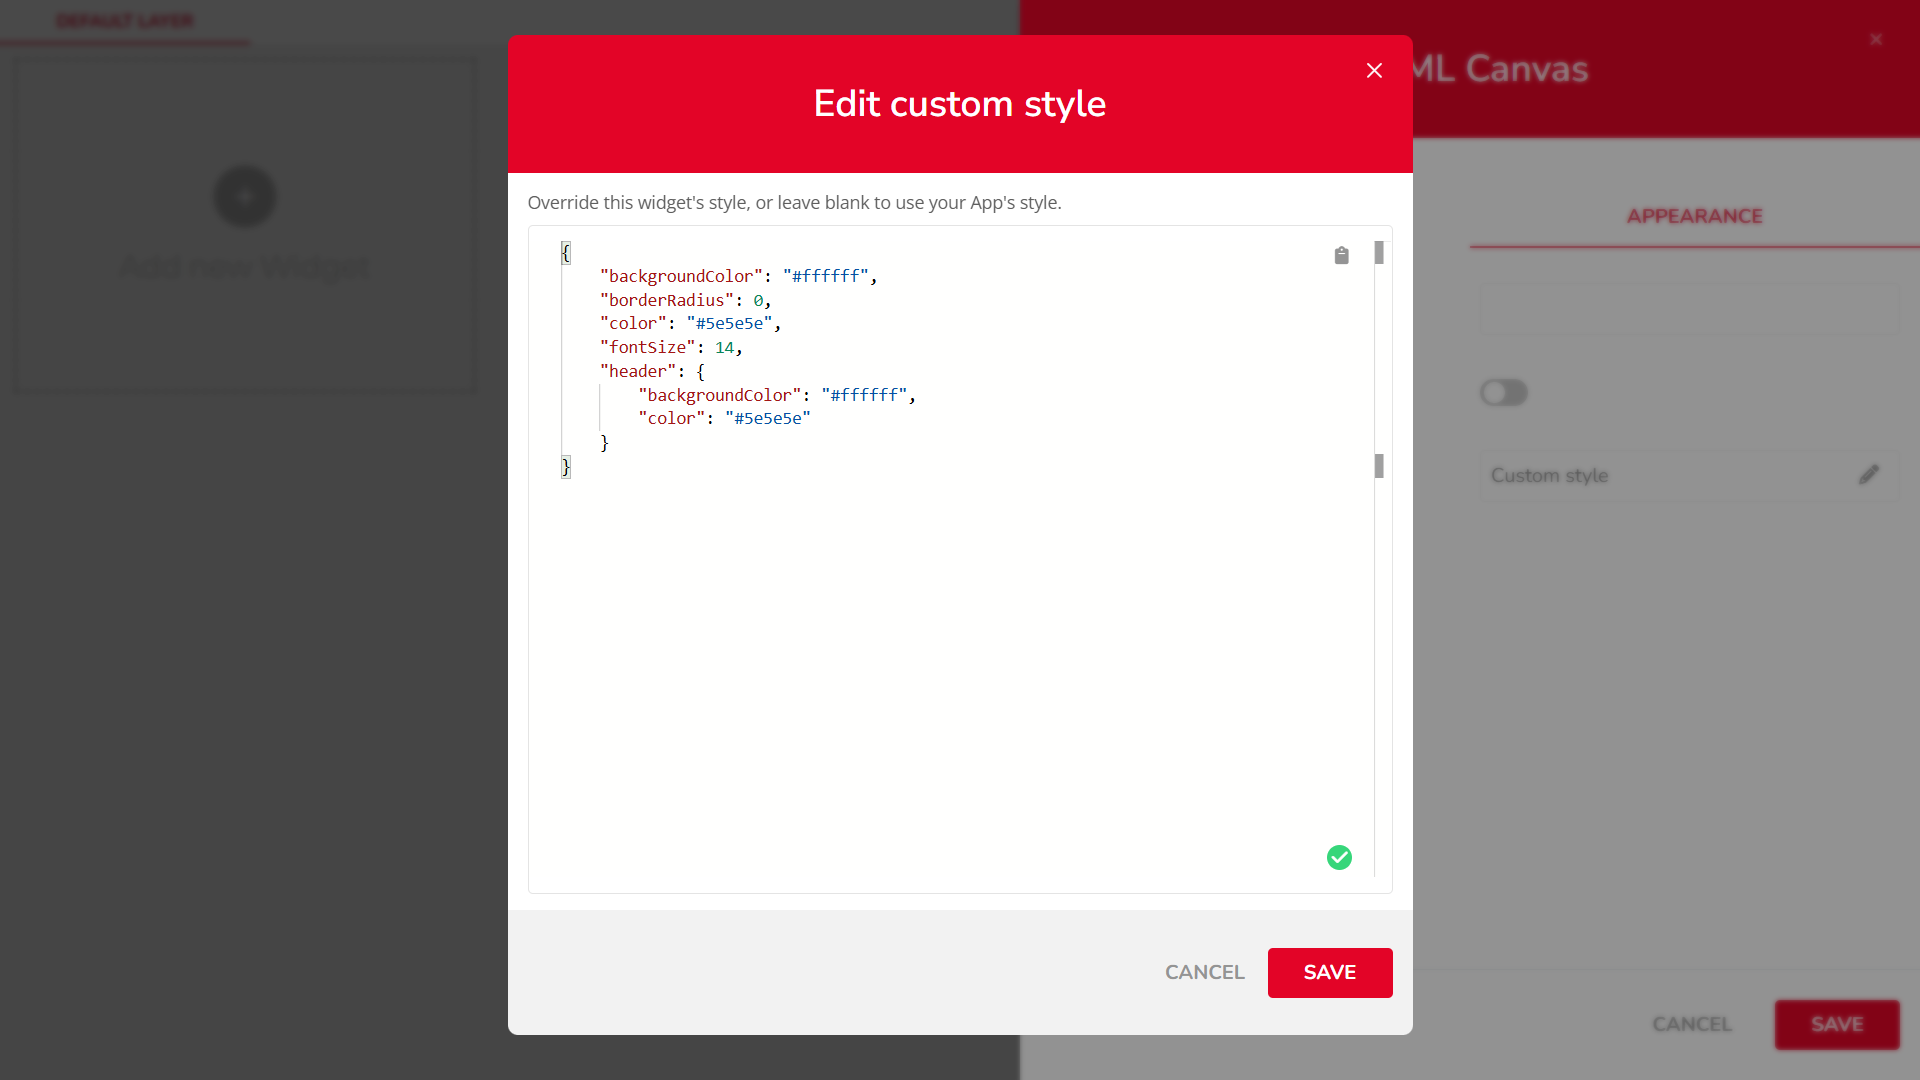 DEFAULT LAYER
Add new Widget
Edit custom style
Override this widget's style, or leave blank to use your App's style.
{
    "backgroundColor": "#ffffff",
    "borderRadius": 0,
    "color": "#5e5e5e",
    "fontSize": 14,
    "header": {
        "backgroundColor": "#ffffff",
        "color": "#5e5e5e"
    }
}
CANCEL
SAVE
ML Canvas
APPEARANCE
Custom style
CANCEL
SAVE